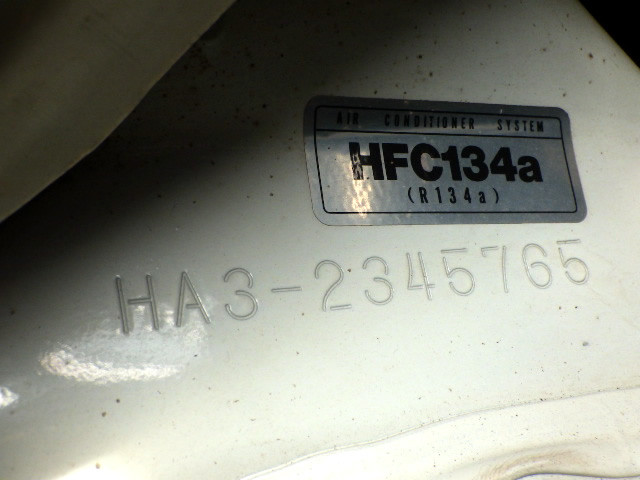 AIR CONDITIONER SYSTEM
HFC134a
(R134a)
HA3-2345765